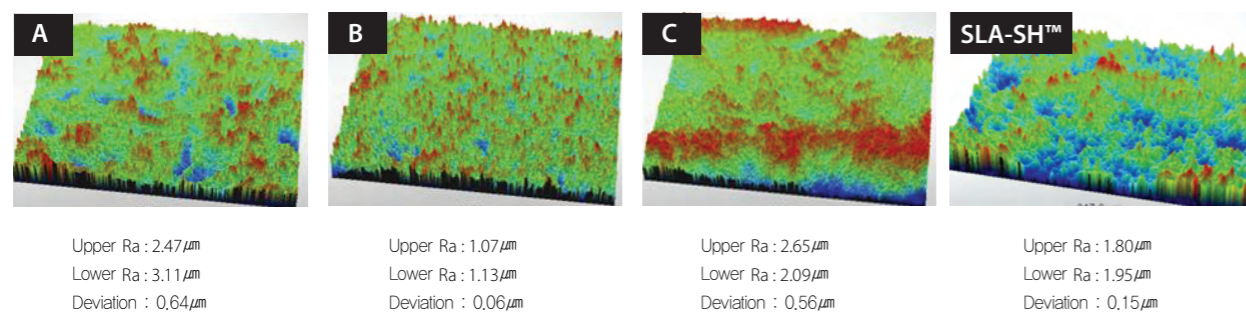 A
B
C
SLA-SH™
Upper Ra : 2.47㎛
Lower Ra : 3.11㎛
Deviation : 0.64㎛
Upper Ra : 1.07㎛
Lower Ra : 1.13㎛
Deviation : 0.06㎛
Upper Ra : 2.65㎛
Lower Ra : 2.09㎛
Deviation : 0.56㎛
Upper Ra : 1.80㎛
Lower Ra : 1.95㎛
Deviation : 0.15㎛